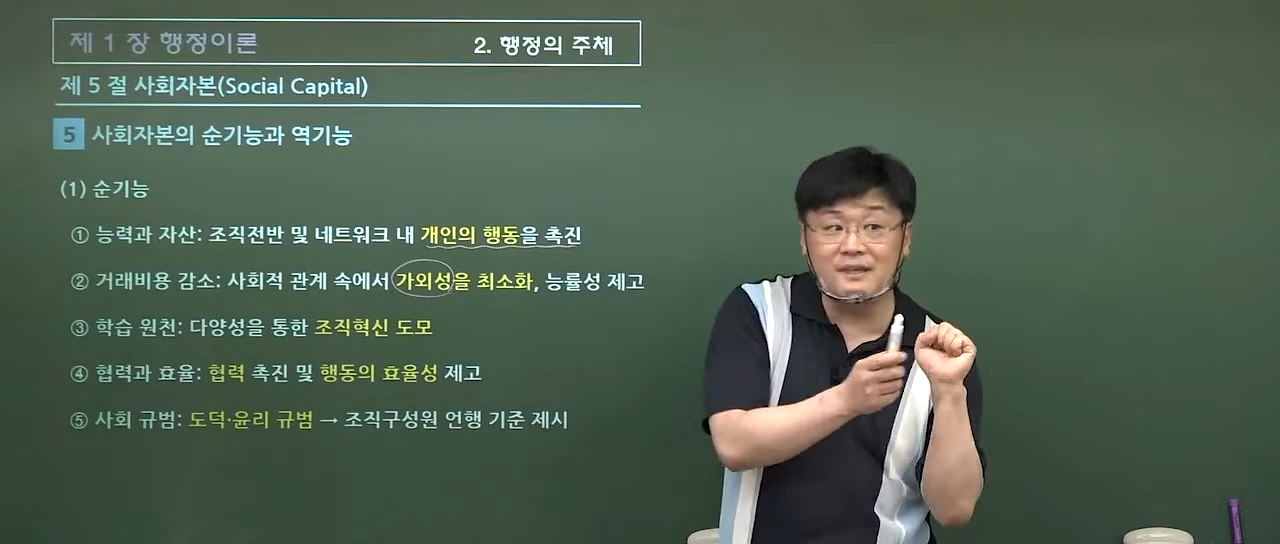 제 1 장 행정이론
2. 행정의 주체
제 5 절 사회자본(Social Capital)
5 사회자본의 순기능과 역기능
(1) 순기능
① 능력과 자산: 조직전반 및 네트워크 내 개인의 행동을 촉진
② 거래비용 감소: 사회적 관계 속에서 가외성을 최소화, 능률성 제고
③ 학습 원천: 다양성을 통한 조직혁신 도모
④ 협력과 효율: 협력 촉진 및 행동의 효율성 제고
⑤ 사회 규범: 도덕·윤리 규범 → 조직구성원 언행 기준 제시